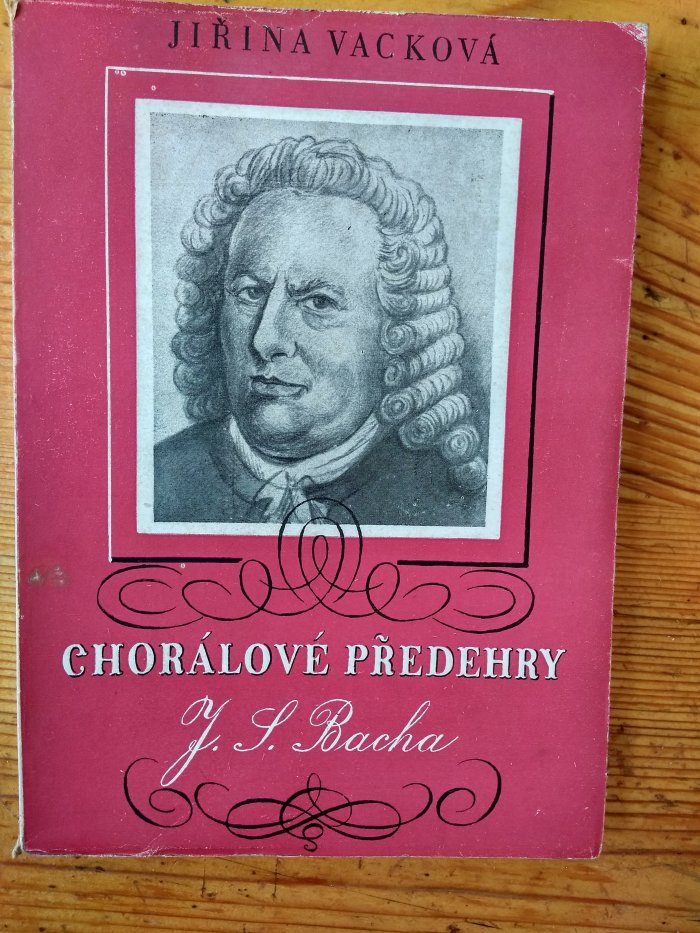 JIŘINA VACKOVÁ
CHORÁLOVÉ PŘEDEHRY
J. S. Bacha